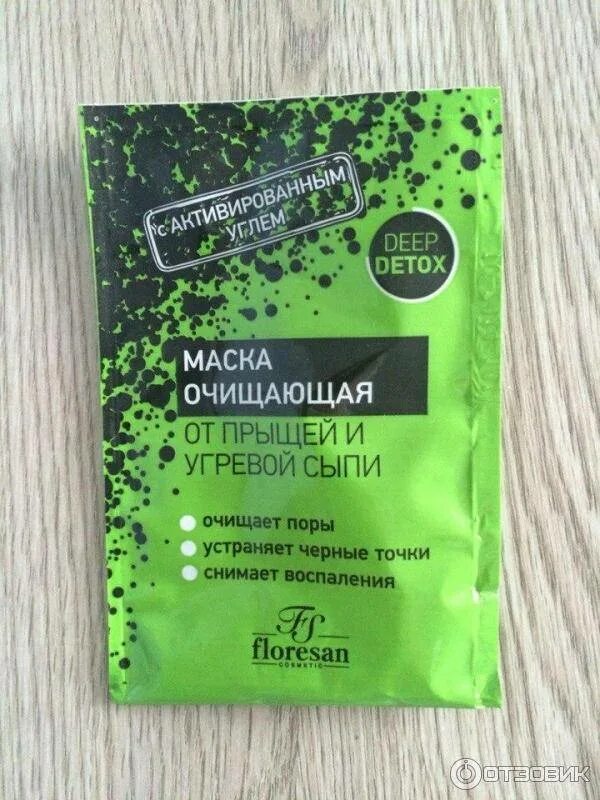 с АКТИВИРОВАННЫМ
УГЛЕМ
DEEP
DETOX
МАСКА
ОЧИЩАЮЩАЯ
ОТ ПРЫЩЕЙ И
УГРЕВОЙ СЫПИ
очищает поры
устраняет черные точки
снимает воспаления
FS
floresan
COSMETIC
ОТЗОВИК